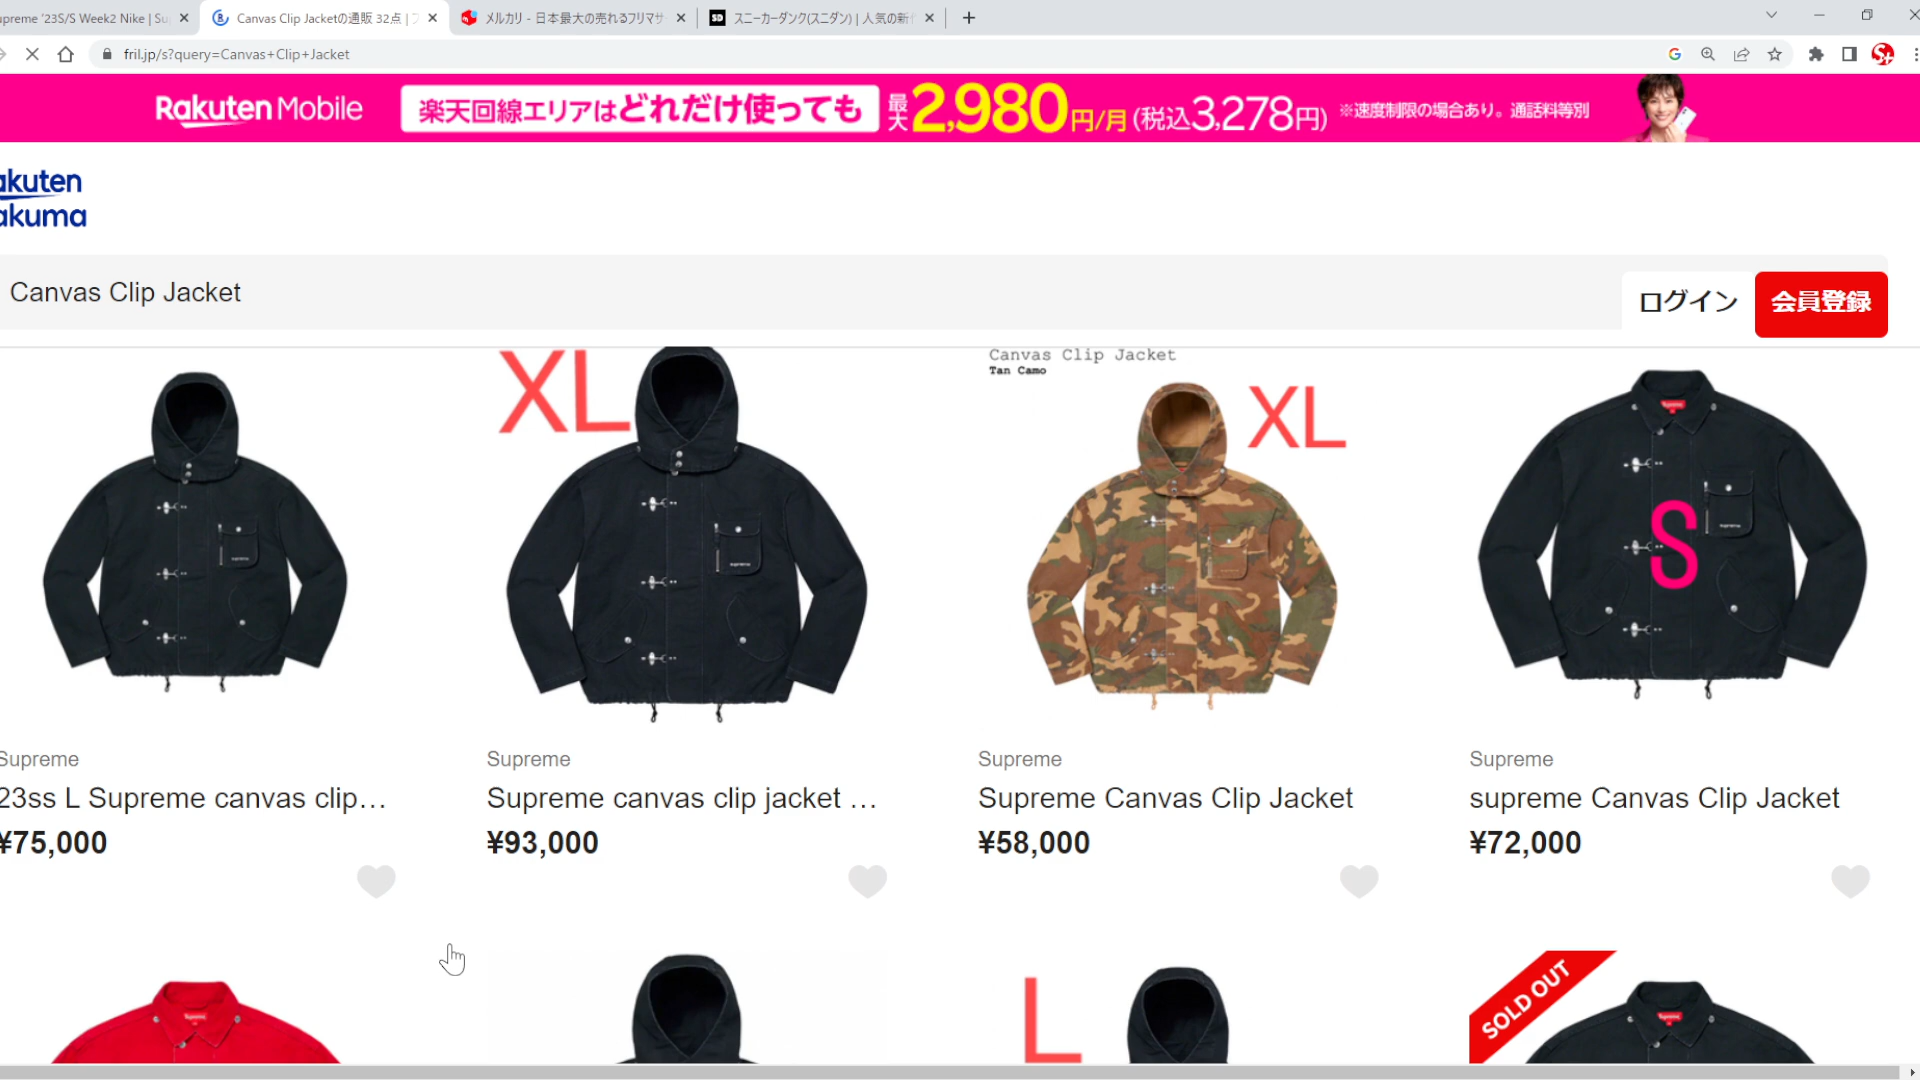 upreme '23S/S Week2 Nike | Su
Canvas Clip Jacketの通販 32点 | フ
メルカリ - 日本最大の売れるフリマサ
SD スニーカーダンク(スニダン) | 人気の新作
fril.jp/s?query=Canvas+Clip+Jacket
Rakuten Mobile
楽天回線エリアはどれだけ使っても
最大2,980円/月(税込3,278円)
※速度制限の場合あり。通話料等別
akuten
akuma
Canvas Clip Jacket
ログイン
会員登録
XL
Canvas Clip Jacket
Tan Camo
XL
S
Supreme
23ss L Supreme canvas clip...
¥75,000
Supreme
Supreme canvas clip jacket ...
¥93,000
Supreme
Supreme Canvas Clip Jacket
¥58,000
Supreme
supreme Canvas Clip Jacket
¥72,000
L
SOLD OUT